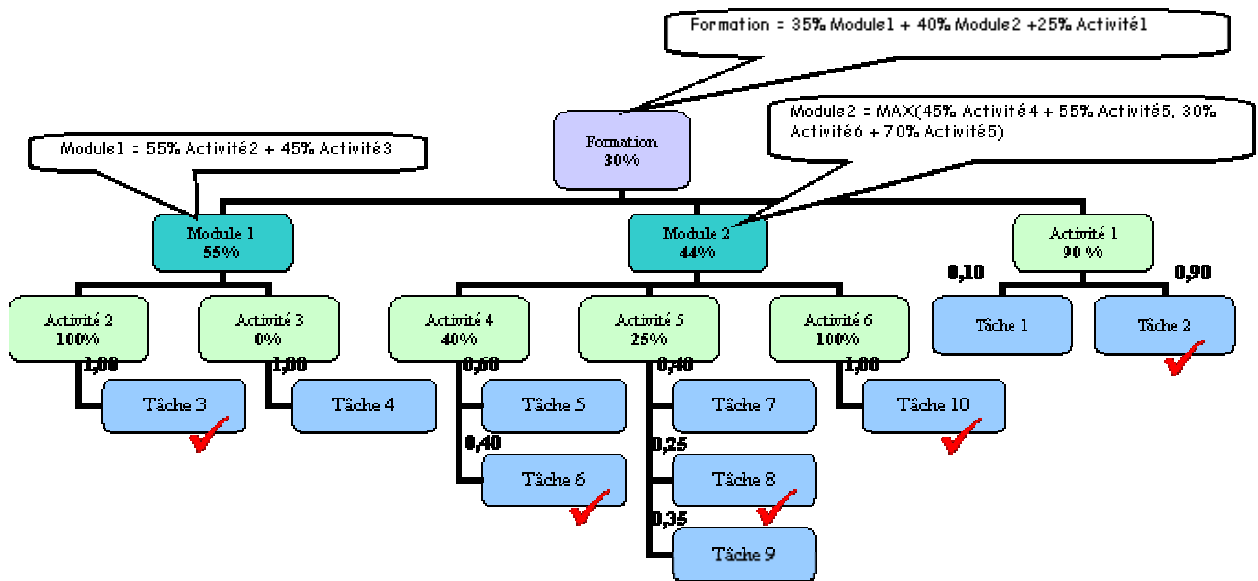 Formation = 35% Module1 + 40% Module2 +25% Activité1
Module2 = MAX(45% Activité4 + 55% Activité5, 30%
Activité6 + 70% Activité5)
Module1 = 55% Activité2 + 45% Activité3
Formation
30%
Module 1
55%
Module 2
44%
Activité 1
90 %
0,10
0,90
Activité 2
100%
Activité 3
0%
Activité 4
40%
Activité 5
25%
Activité 6
100%
Tâche 1
Tâche 2
1,00
1,00
0,60
0,40
1,00
Tâche 3
Tâche 4
Tâche 5
Tâche 7
Tâche 10
0,40
0,25
Tâche 6
Tâche 8
0,35
Tâche 9